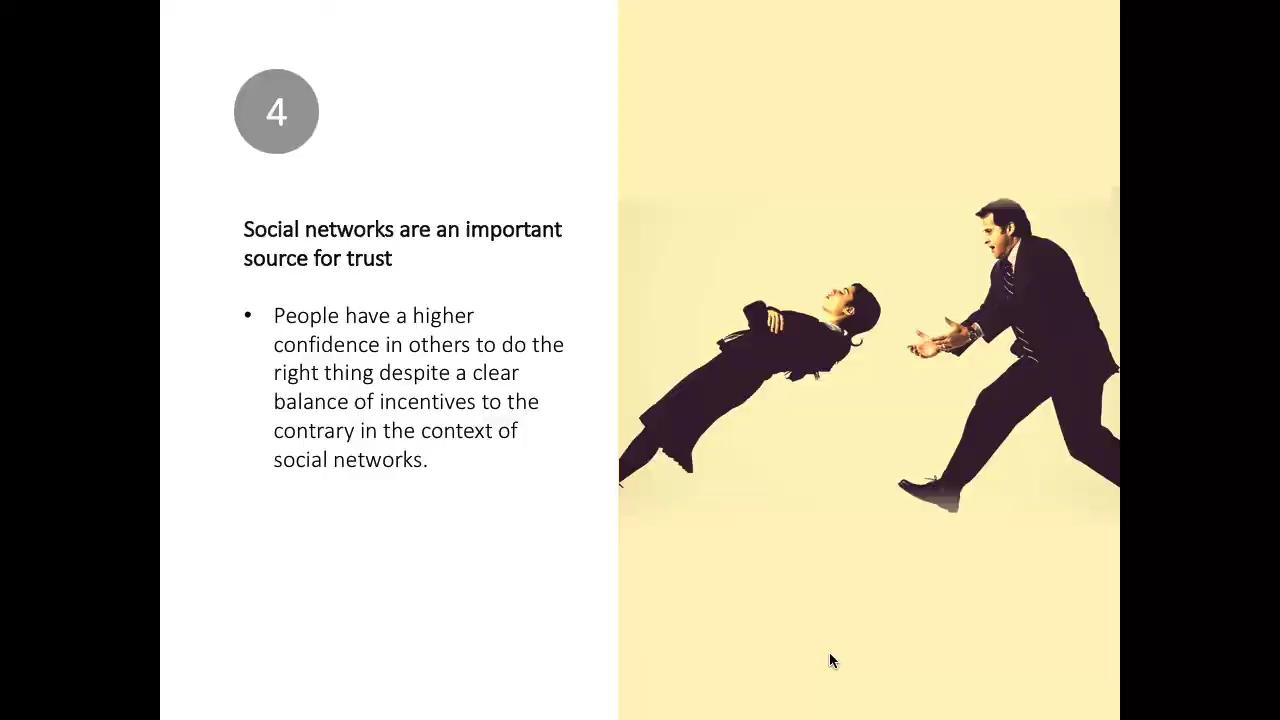 4
Social networks are an important
source for trust
• People have a higher
confidence in others to do the
right thing despite a clear
balance of incentives to the
contrary in the context of
social networks.